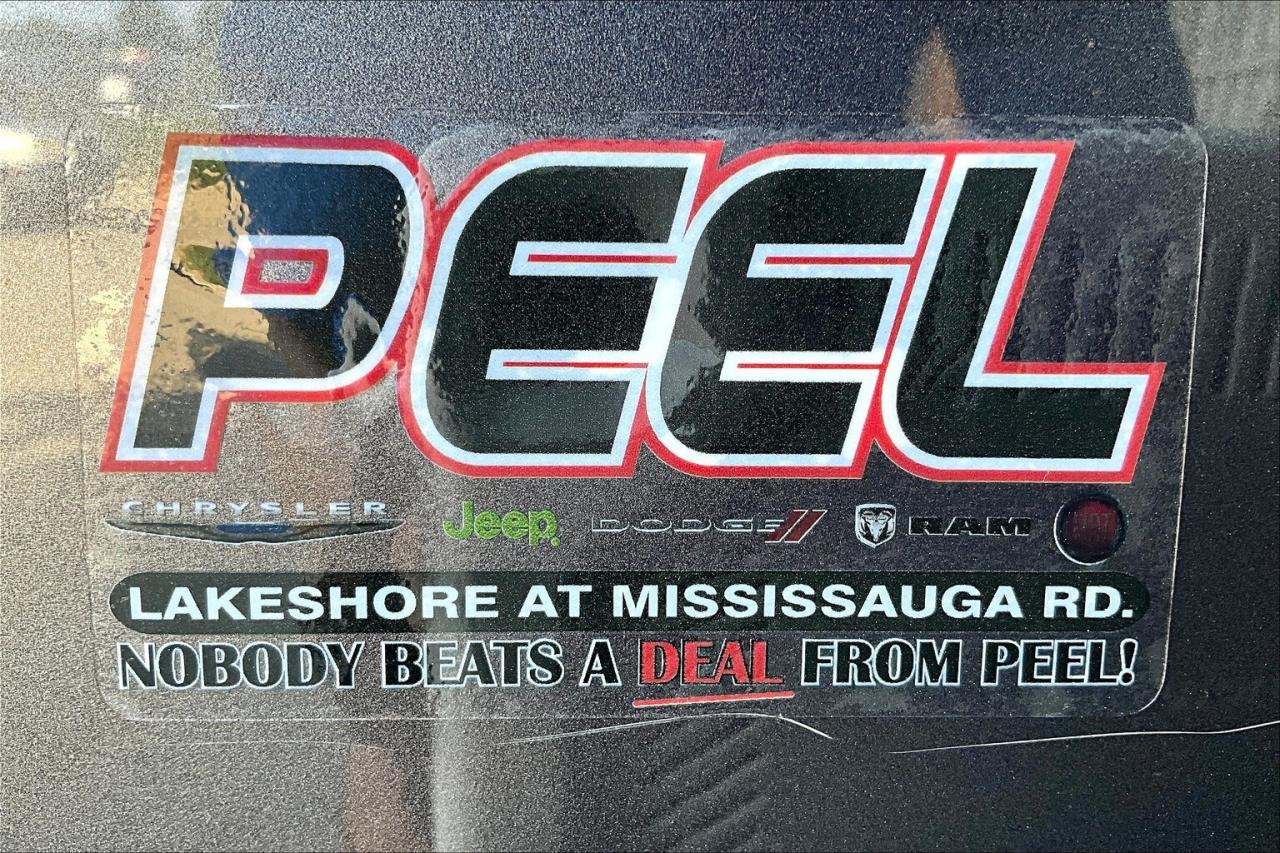 PEEL
CHRYSLER Jeep DODGE RAM
LAKESHORE AT MISSISSAUGA RD.
NOBODY BEATS A DEAL FROM PEEL!